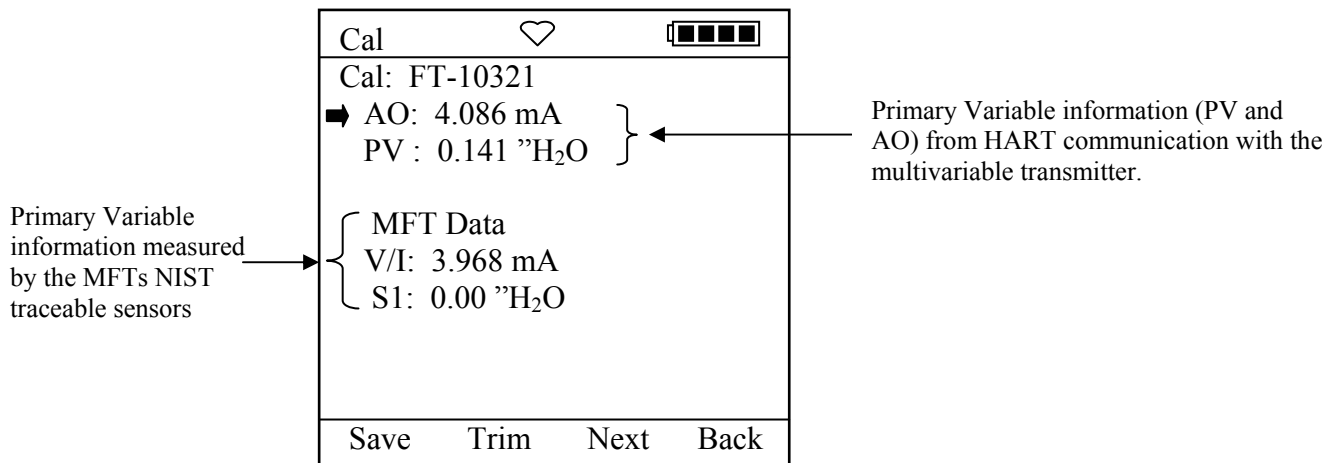 Cal
Cal: FT-10321
AO: 4.086 mA
PV : 0.141 ”H₂O
MFT Data
V/I: 3.968 mA
S1: 0.00 ”H₂O
Save Trim Next Back
Primary Variable information (PV and
AO) from HART communication with the
multivariable transmitter.
Primary Variable
information measured
by the MFTs NIST
traceable sensors